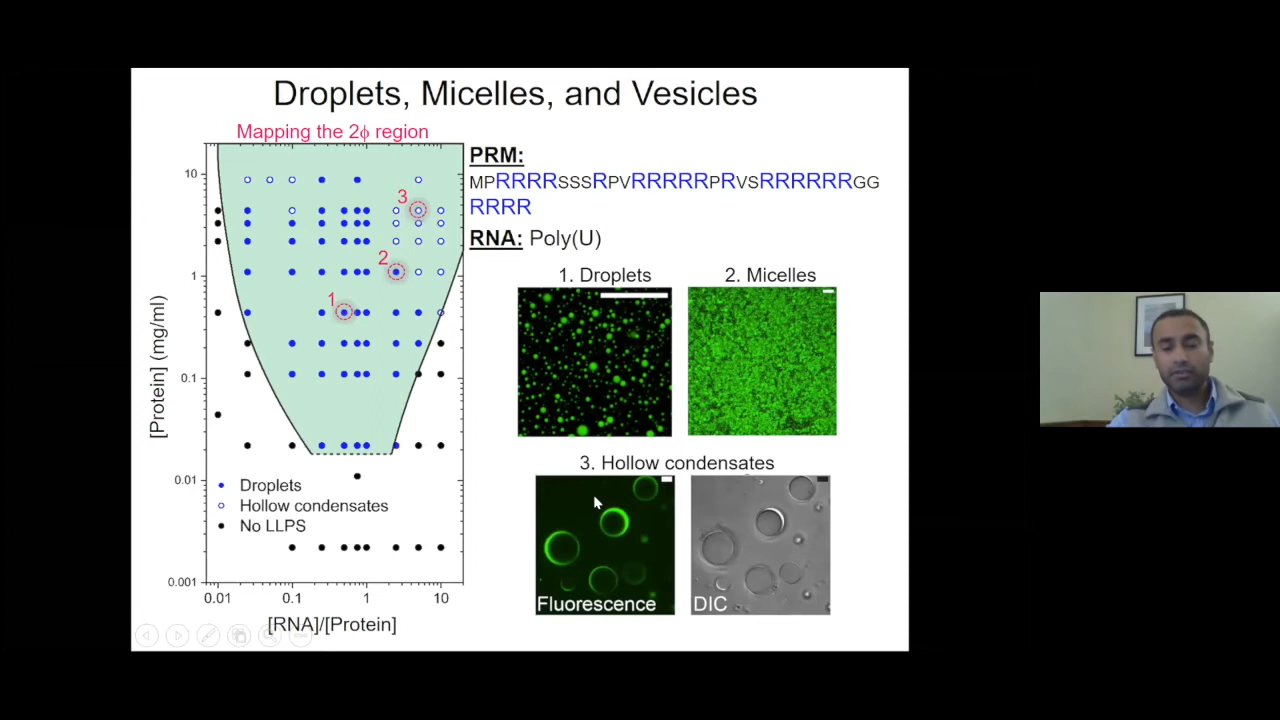 Droplets, Micelles, and Vesicles
Mapping the 2ϕ region
PRM:
MPRRRRSSSRPVRRRRRPRVSRRRRRRGG
RRRR
RNA: Poly(U)
10
1
0.1
0.01
0.001
[Protein] (mg/ml)
3
2
1
Droplets
Hollow condensates
No LLPS
0.01 0.1 1 10
[RNA]/[Protein]
1. Droplets
2. Micelles
3. Hollow condensates
Fluorescence
DIC